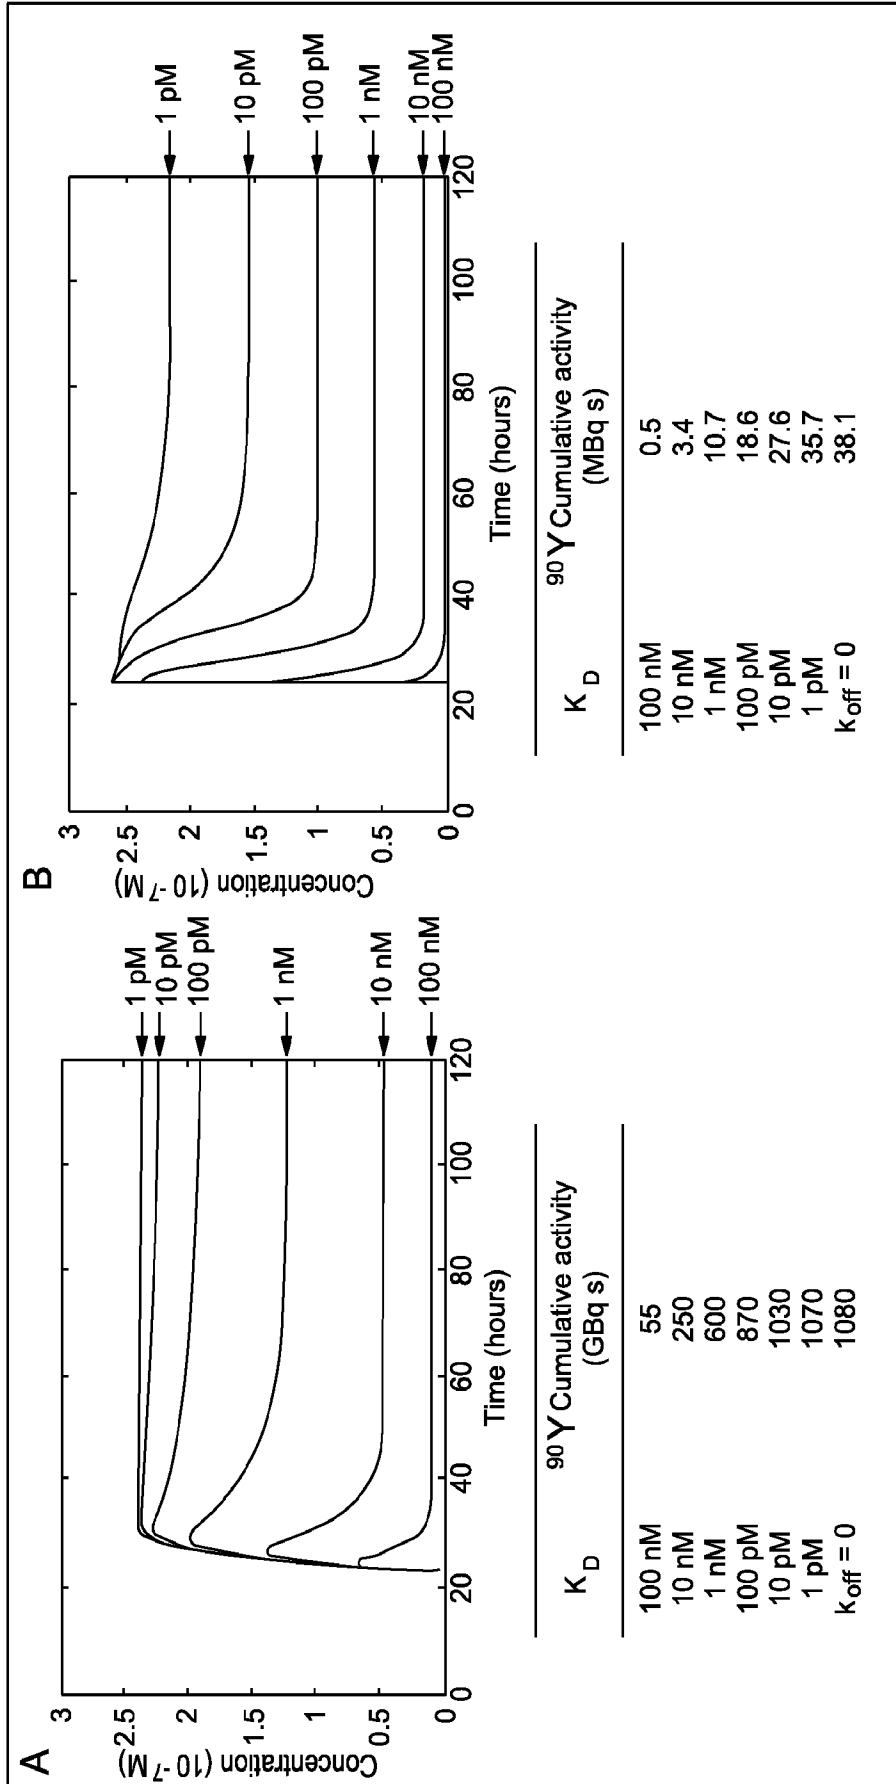 A
Concentration (10⁻⁷ M)
3
2.5
2
1.5
1
0.5
0
0 20 40 60 80 100 120
Time (hours)
1 pM
10 pM
100 pM
1 nM
10 nM
100 nM
K_D ⁹⁰Y Cumulative activity
(GBq s)
100 nM 55
10 nM 250
1 nM 600
100 pM 870
10 pM 1030
1 pM 1070
k_off = 0 1080
B
Concentration (10⁻⁷ M)
3
2.5
2
1.5
1
0.5
0
0 20 40 60 80 100 120
Time (hours)
1 pM
10 pM
100 pM
1 nM
10 nM
100 nM
K_D ⁹⁰Y Cumulative activity
(MBq s)
100 nM 0.5
10 nM 3.4
1 nM 10.7
100 pM 18.6
10 pM 27.6
1 pM 35.7
k_off = 0 38.1